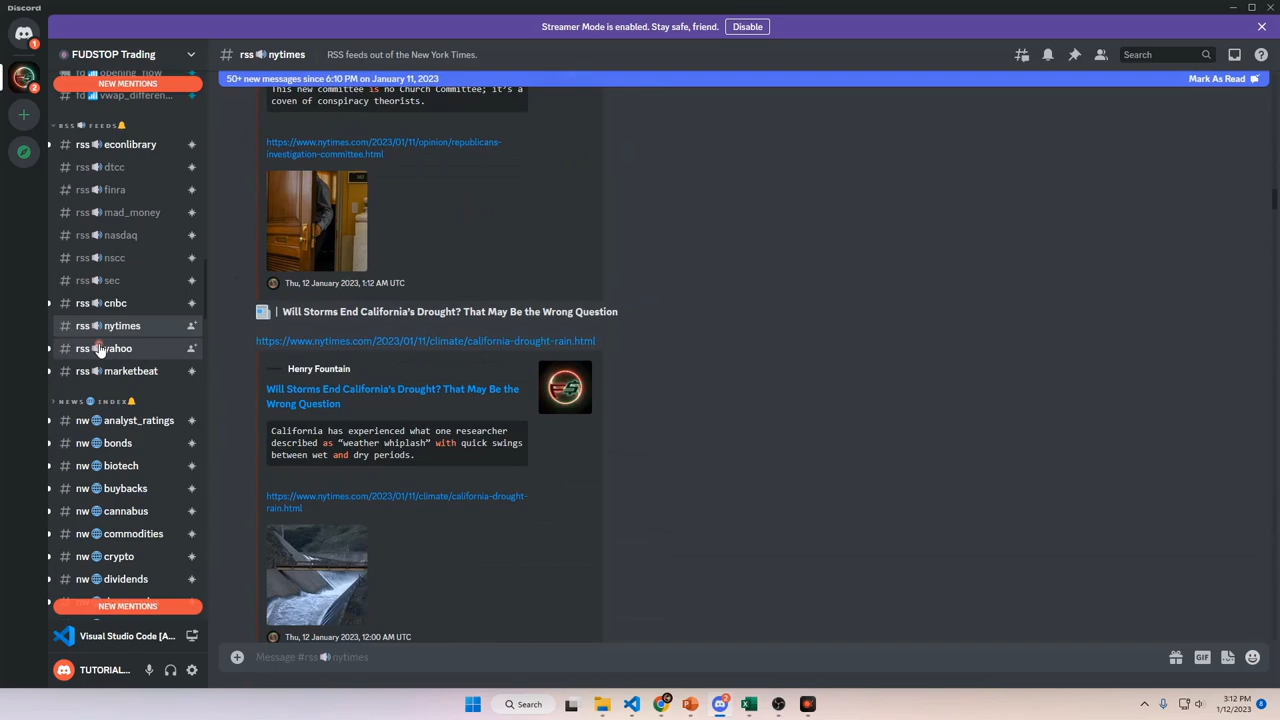 Discord
Streamer Mode is enabled. Stay safe, friend.
Disable
FUDSTOP Trading
rss nytimes
RSS feeds out of the New York Times.
Search
50+ new messages since 6:10 PM on January 11, 2023
Mark As Read
fd opening_flow
NEW MENTIONS
fd vwap_differen...
RSS FEEDS
rss econlibrary
rss dtcc
rss finra
rss mad_money
rss nasdaq
rss nscc
rss sec
rss cnbc
rss nytimes
rss yahoo
rss marketbeat
NEWS INDEX
nw analyst_ratings
nw bonds
nw biotech
nw buybacks
nw cannabus
nw commodities
nw crypto
nw dividends
NEW MENTIONS
Visual Studio Code [A...
TUTORIAL...
This new committee is no Church Committee; it's a
coven of conspiracy theorists.
https://www.nytimes.com/2023/01/11/opinion/republicans-
investigation-committee.html
Thu, 12 January 2023, 1:12 AM UTC
| Will Storms End California's Drought? That May Be the Wrong Question
https://www.nytimes.com/2023/01/11/climate/california-drought-rain.html
Henry Fountain
Will Storms End California's Drought? That May Be the
Wrong Question
California has experienced what one researcher
described as “weather whiplash” with quick swings
between wet and dry periods.
https://www.nytimes.com/2023/01/11/climate/california-drought-
rain.html
Thu, 12 January 2023, 12:00 AM UTC
Message #rss nytimes
GIF
Search
3:12 PM
1/12/2023